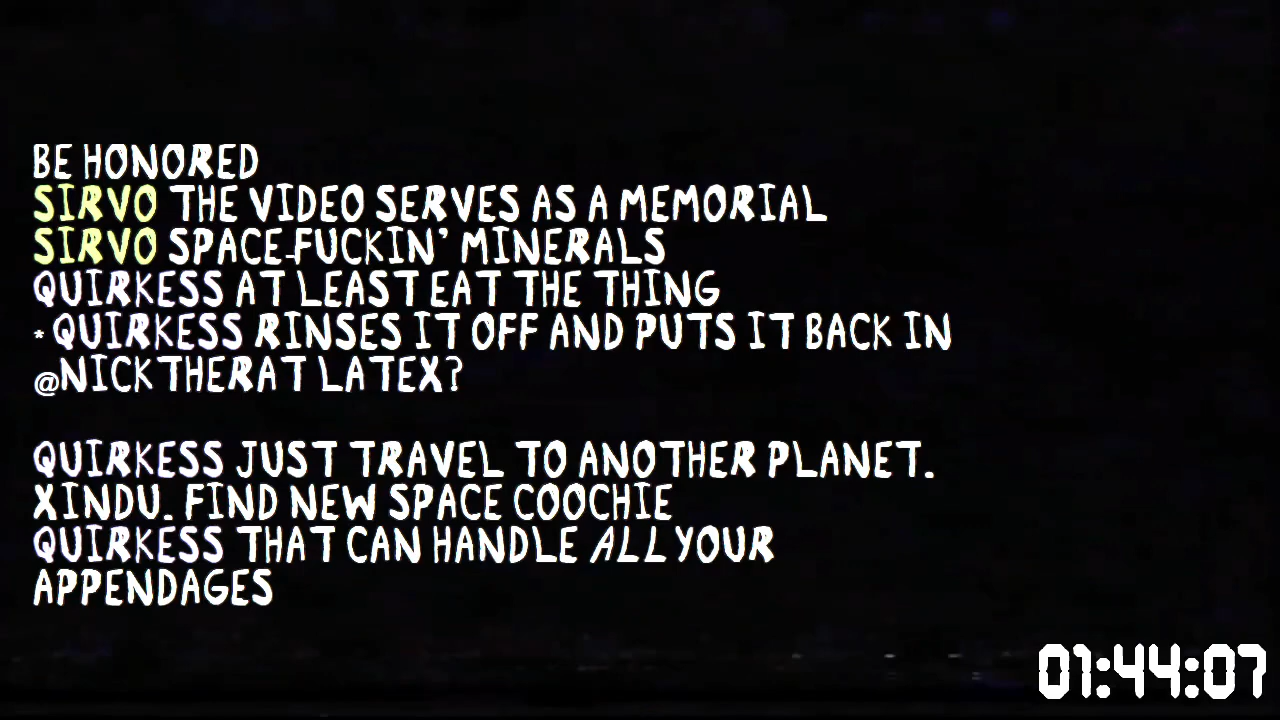 BE HONORED
SIRVO THE VIDEO SERVES AS A MEMORIAL
SIRVO SPACE-FUCKIN' MINERALS
QUIRKESS AT LEAST EAT THE THING
*QUIRKESS RINSES IT OFF AND PUTS IT BACK IN
@NICKTHERAT LATEX?
QUIRKESS JUST TRAVEL TO ANOTHER PLANET.
XINDU. FIND NEW SPACE COOCHIE
QUIRKESS THAT CAN HANDLE ALL YOUR
APPENDAGES
01:44:07